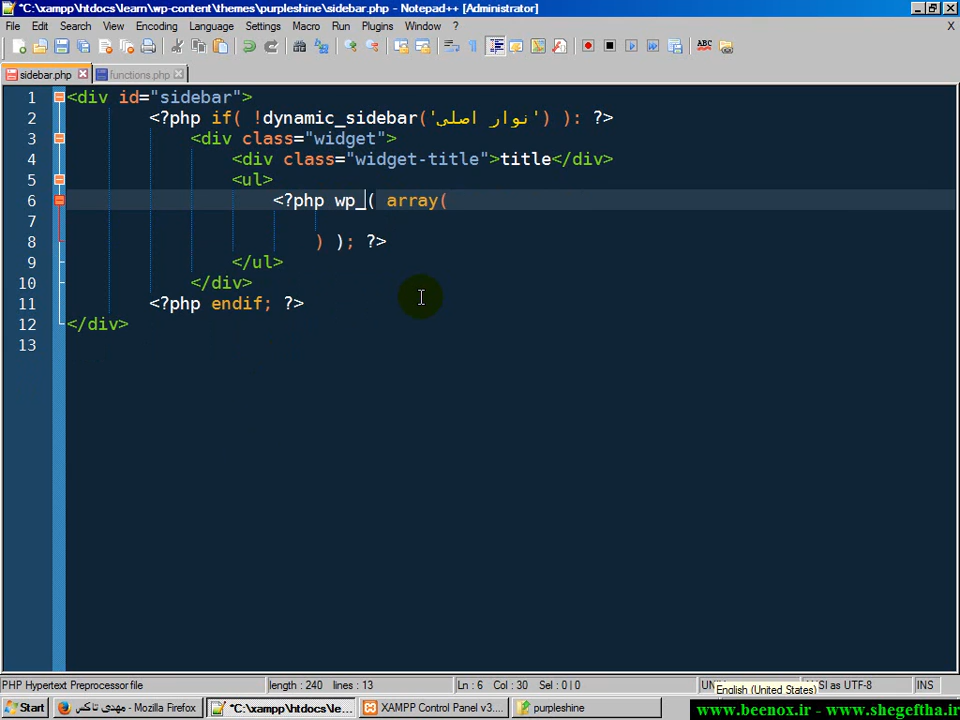 *C:\xampp\htdocs\learn\wp-content\themes\purpleshine\sidebar.php - Notepad++ [Administrator]
File Edit Search View Encoding Language Settings Macro Run Plugins Window ? X
ABC
sidebar.php functions.php
1 <div id="sidebar">
2 <?php if( !dynamic_sidebar('نوار اصلی') ): ?>
3 <div class="widget">
4 <div class="widget-title">title</div>
5 <ul>
6 <?php wp_( array(
7
8 ) ); ?>
9 </ul>
10 </div>
11 <?php endif; ?>
12 </div>
13
PHP Hypertext Preprocessor file length : 240 lines : 13 Ln : 6 Col : 30 Sel : 0 | 0 English (United States) ANSI as UTF-8 INS
Start مهدی تاکس - Mozilla Firefox *C:\xampp\htdocs\le... XAMPP Control Panel v3.... purpleshine www.beenox.ir - www.shegeftha.ir